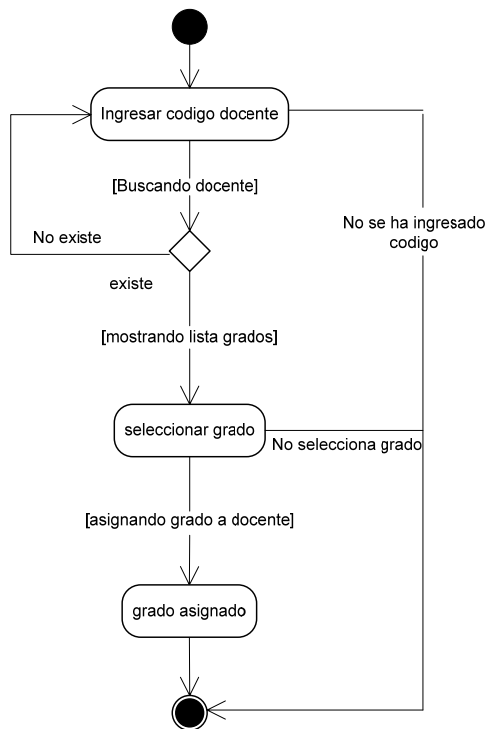 Ingresar codigo docente
[Buscando docente]
No se ha ingresado
codigo
No existe
existe
[mostrando lista grados]
seleccionar grado
No selecciona grado
[asignando grado a docente]
grado asignado